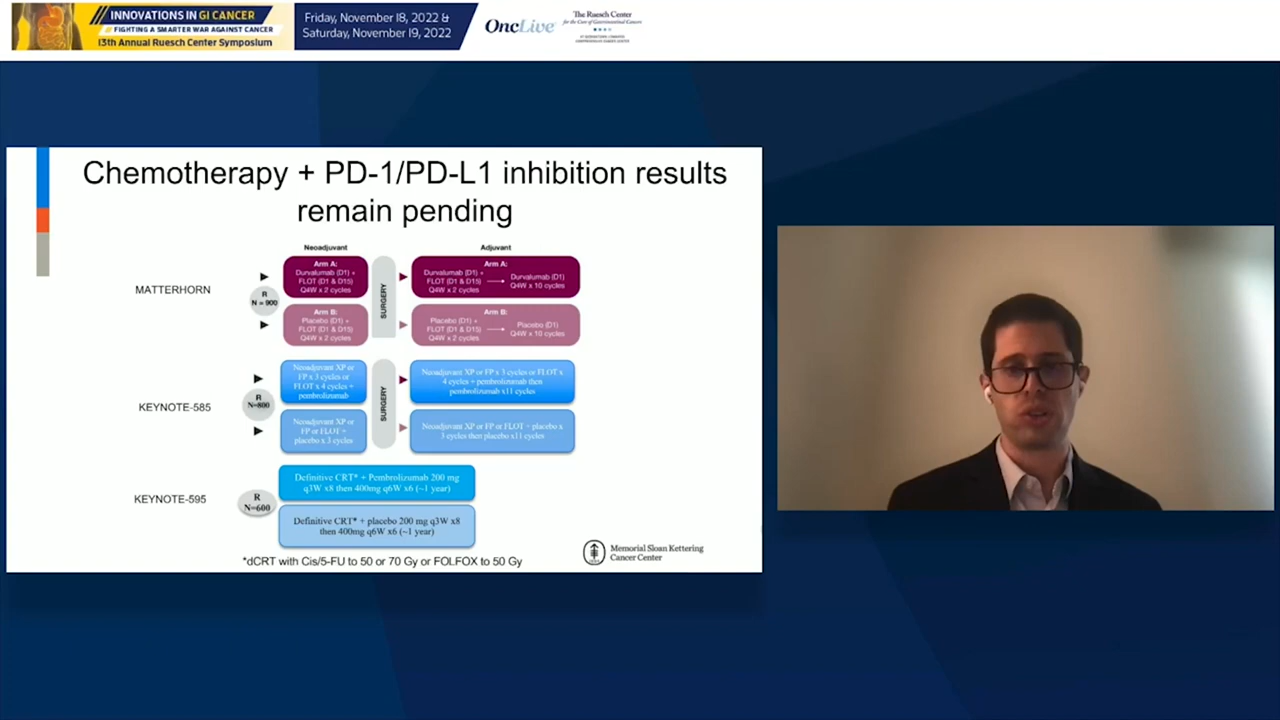 INNOVATIONS IN GI CANCER
FIGHTING A SMARTER WAR AGAINST CANCER
13th Annual Ruesch Center Symposium
Friday, November 18, 2022 &
Saturday, November 19, 2022
OncLive
The Ruesch Center
for the Cure of Gastrointestinal Cancers
Chemotherapy + PD-1/PD-L1 inhibition results
remain pending
Neoadjuvant
Adjuvant
MATTERHORN
R
N = 900
Arm A:
Durvalumab (D1) +
FLOT (D1 & D15)
Q4W x 2 cycles
SURGERY
Arm A:
Durvalumab (D1) +
FLOT (D1 & D15)
Q4W x 2 cycles
Durvalumab (D1)
Q4W x 10 cycles
Arm B:
Placebo (D1) +
FLOT (D1 & D15)
Q4W x 2 cycles
Arm B:
Placebo (D1) +
FLOT (D1 & D15)
Q4W x 2 cycles
Placebo (D1)
Q4W x 10 cycles
KEYNOTE-585
R
N=800
Neoadjuvant XP or
FP x 3 cycles or
FLOT x 4 cycles +
pembrolizumab
SURGERY
Neoadjuvant XP or FP x 3 cycles or FLOT x
4 cycles + pembrolizumab then
pembrolizumab x11 cycles
Neoadjuvant XP or
FP or FLOT +
placebo x 3 cycles
Neoadjuvant XP or FP or FLOT + placebo x
3 cycles then placebo x11 cycles
KEYNOTE-595
R
N=600
Definitive CRT* + Pembrolizumab 200 mg
q3W x8 then 400mg q6W x6 (~1 year)
Definitive CRT* + placebo 200 mg q3W x8
then 400mg q6W x6 (~1 year)
*dCRT with Cis/5-FU to 50 or 70 Gy or FOLFOX to 50 Gy
Memorial Sloan Kettering
Cancer Center